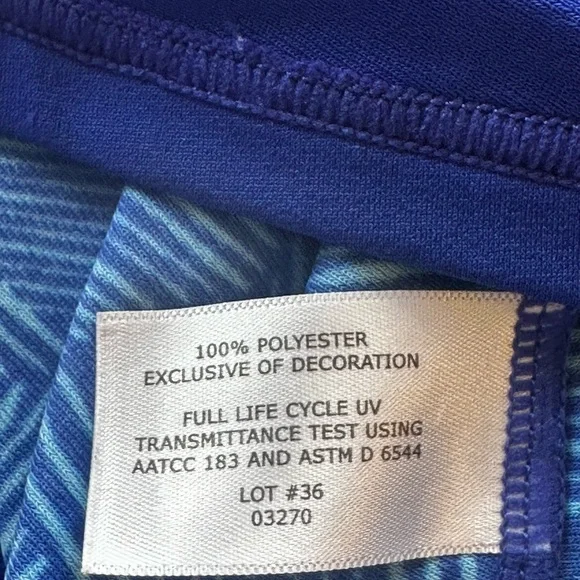 100% POLYESTER
EXCLUSIVE OF DECORATION
FULL LIFE CYCLE UV
TRANSMITTANCE TEST USING
AATCC 183 AND ASTM D 6544
LOT #36
03270